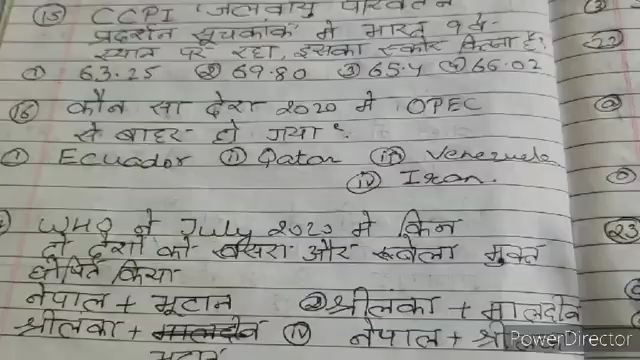 (15) CCPI 'जलवायु परिवर्तन
प्रदर्शन सूचकांक' में भारत 9 वें
स्थान पर रहा, इसका स्कोर कितना है?
① 63.25 ② 69.80 ③ 65.4 ④ 66.02
(16) कौन सा देश 2020 में OPEC
से बाहर हो गया?
(i) Ecuador (ii) Qatar (iii) Venezuela
(iv) Iran.
WHO ने July 2020 में किन
दो देशों को खसरा और रूबेला मुक्त
घोषित किया
नेपाल + भूटान ② श्रीलंका + मालदीव
श्रीलंका + मालदीव (iv) नेपाल +
भूटान
(23)
PowerDirector